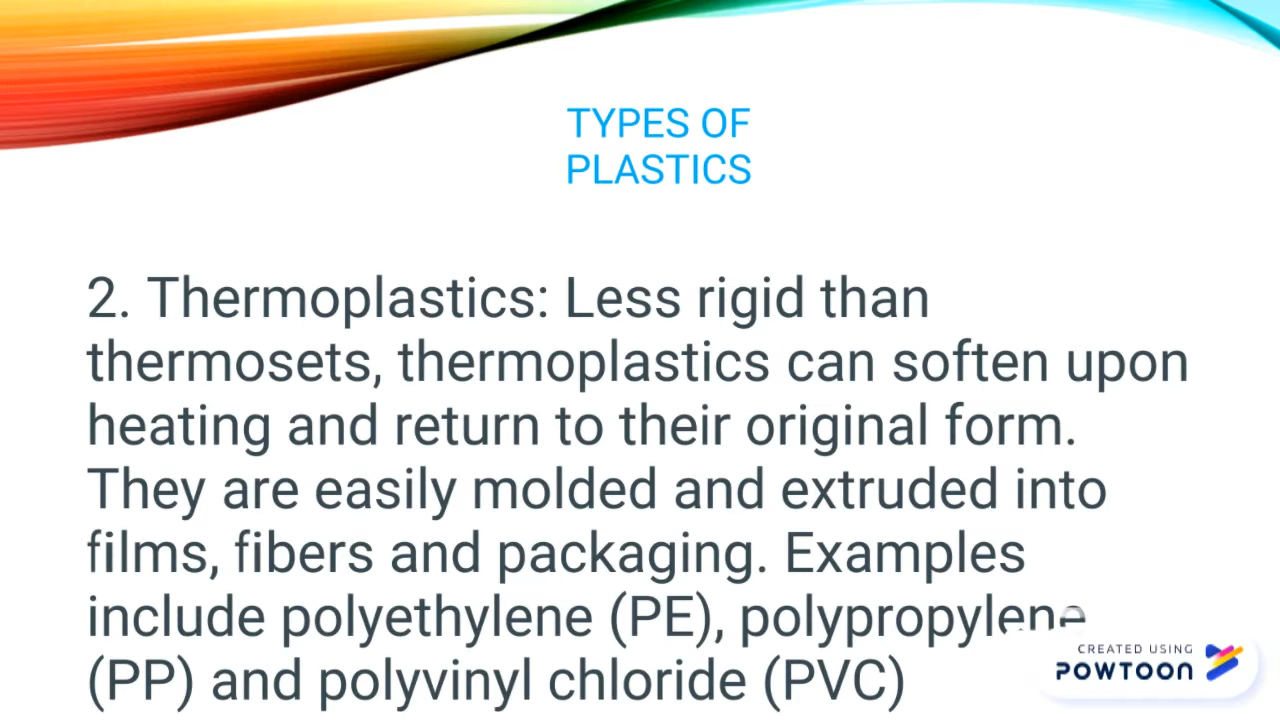 TYPES OF
PLASTICS
2. Thermoplastics: Less rigid than
thermosets, thermoplastics can soften upon
heating and return to their original form.
They are easily molded and extruded into
films, fibers and packaging. Examples
include polyethylene (PE), polypropylene
(PP) and polyvinyl chloride (PVC)
CREATED USING
POWTOON